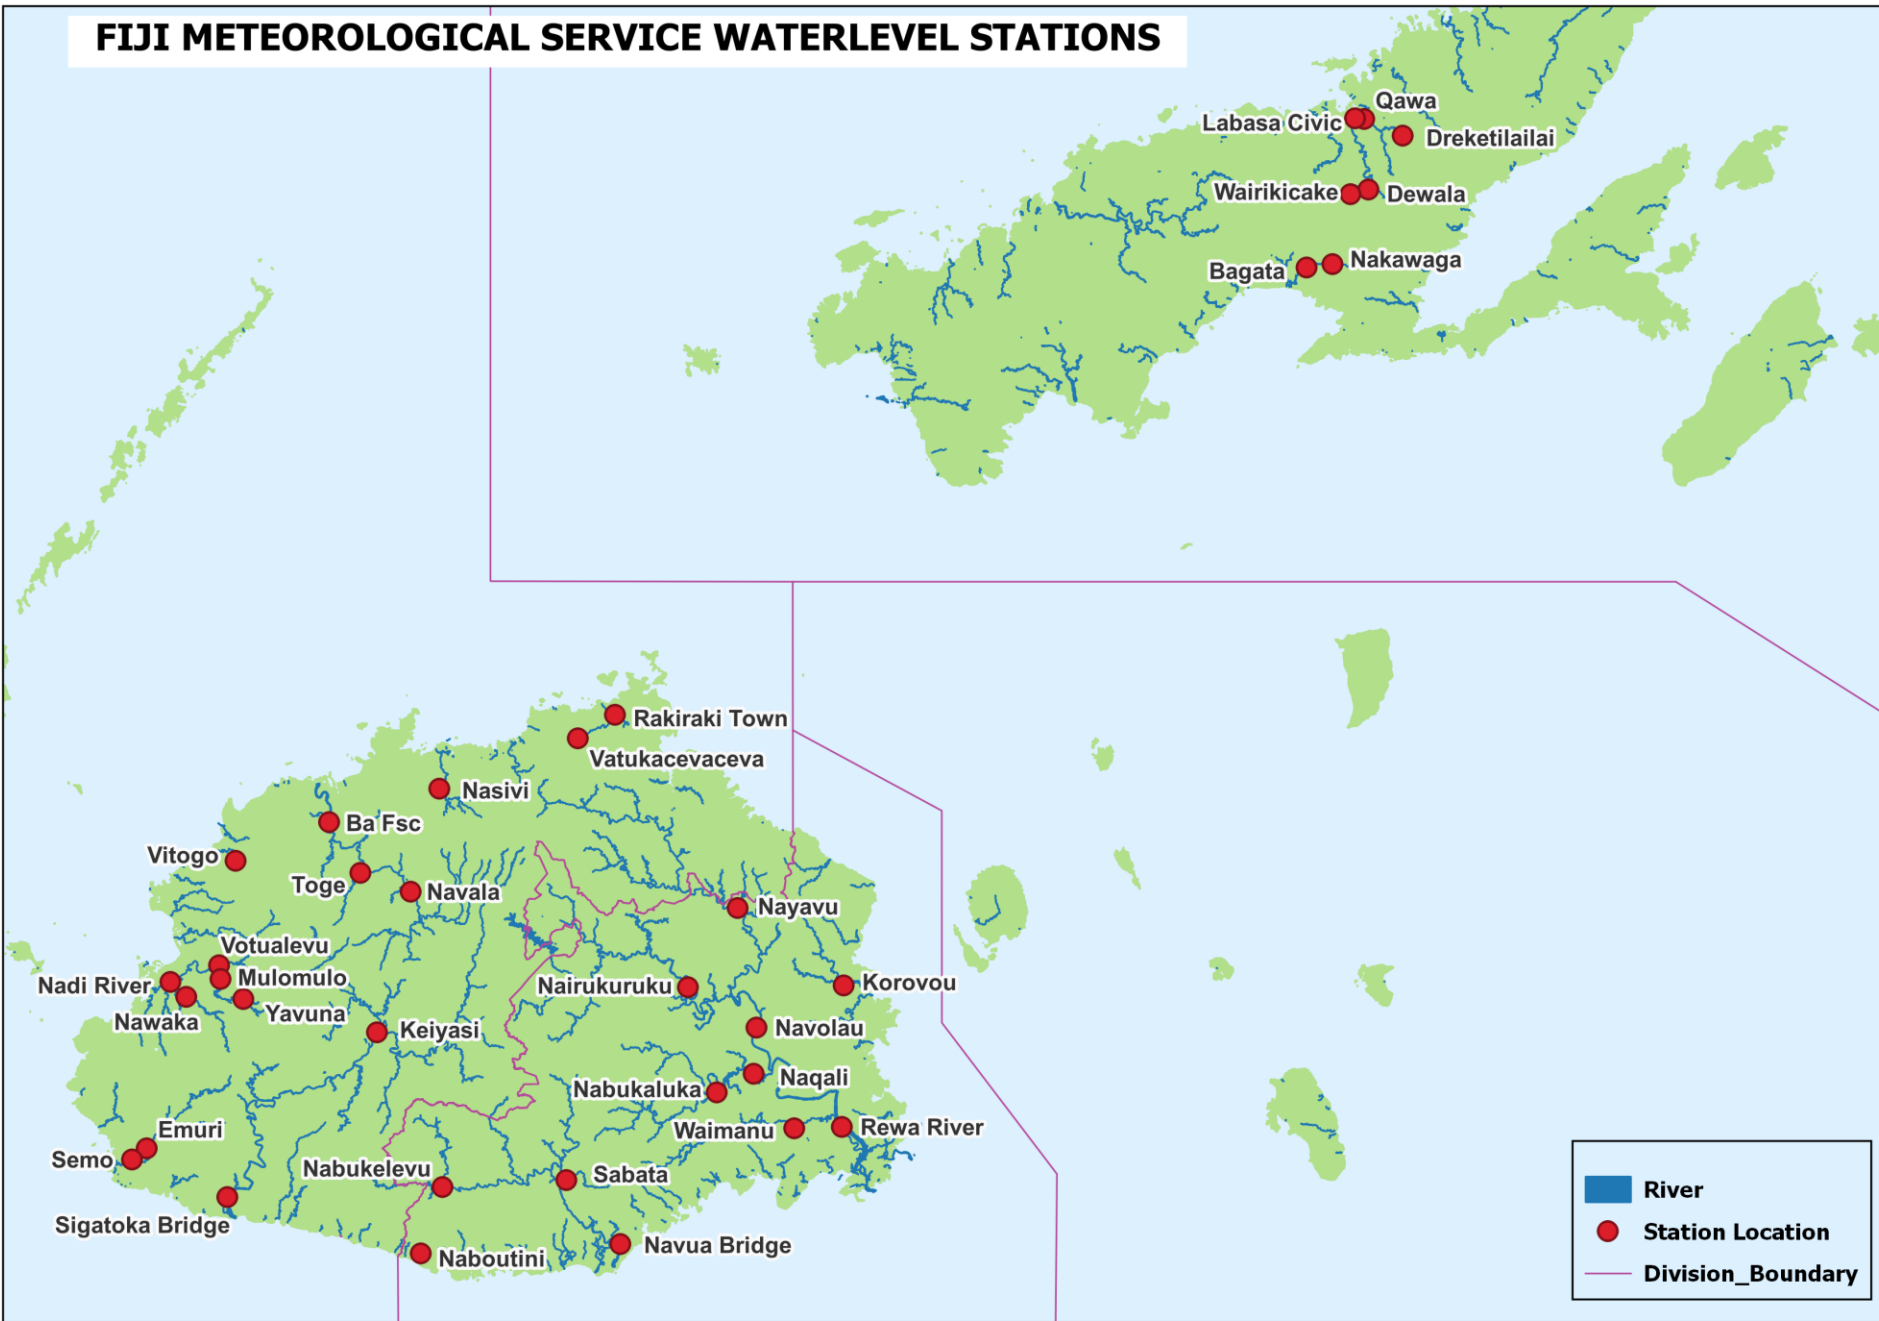 FIJI METEOROLOGICAL SERVICE WATERLEVEL STATIONS
Qawa
Labasa Civic
Dreketilailai
Wairikicake
Dewala
Nakawaga
Bagata
Rakiraki Town
Vatukacevaceva
Nasivi
Ba Fsc
Vitogo
Toge
Navala
Nayavu
Votualevu
Mulomulo
Nadi River
Nairukuruku
Korovou
Yavuna
Nawaka
Keiyasi
Navolau
Naqali
Nabukaluka
Emuri
Waimanu
Rewa River
Semo
Nabukelevu
Sabata
Sigatoka Bridge
Navua Bridge
Naboutini
River
Station Location
Division_Boundary